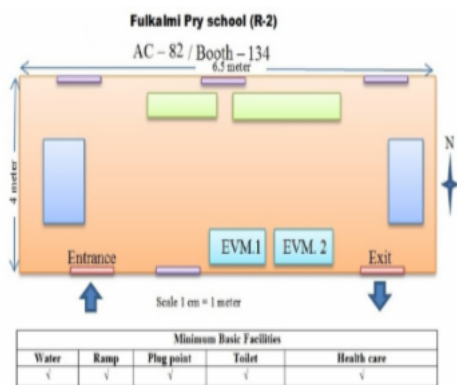 Fulkalmi Pry school (R-2)
AC – 82 / Booth – 134
6.5 meter
4 meter
N
EVM.1 EVM. 2
Entrance Exit
Scale 1 cm = 1 meter
Minimum Basic Facilities
Water Ramp Plug point Toilet Health care
√ √ √ √ √